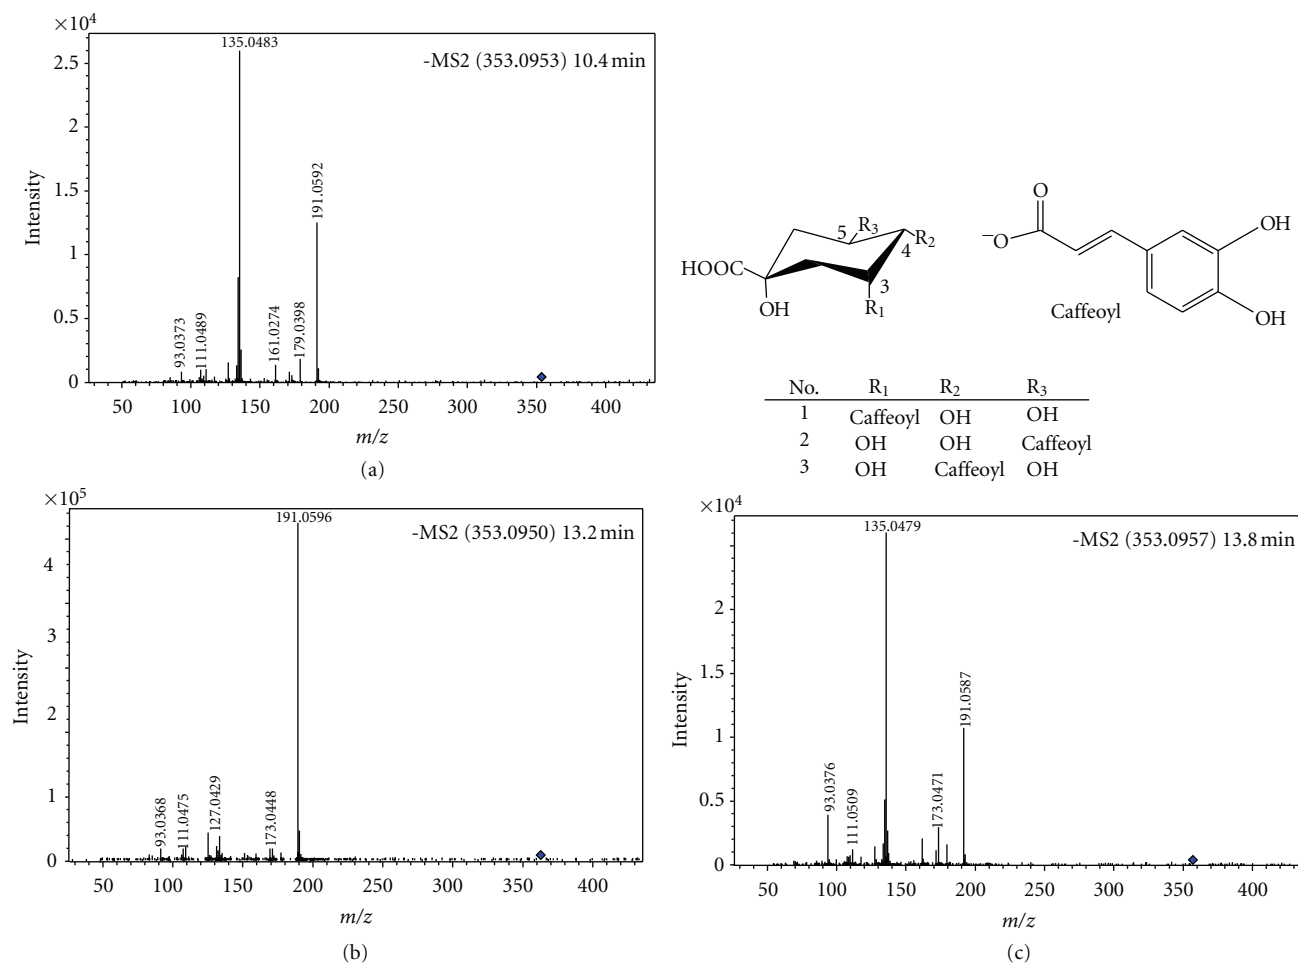 ×10⁴
135.0483
-MS2 (353.0953) 10.4 min
2.5
2
1.5
1
0.5
0
Intensity
93.0373
111.0489
161.0274
179.0398
191.0592
50 100 150 200 250 300 350 400
m/z
(a)
HOOC
OH
5
R₃
R₂
4
3
R₁
O
⁻O
OH
OH
Caffeoyl
No. R₁ R₂ R₃
1 Caffeoyl OH OH
2 OH OH Caffeoyl
3 OH Caffeoyl OH
×10⁵
191.0596
-MS2 (353.0950) 13.2 min
4
3
2
1
0
Intensity
93.0368
111.0475
127.0429
173.0448
50 100 150 200 250 300 350 400
m/z
(b)
×10⁴
135.0479
-MS2 (353.0957) 13.8 min
2
1.5
1
0.5
0
Intensity
93.0376
111.0509
173.0471
191.0587
50 100 150 200 250 300 350 400
m/z
(c)